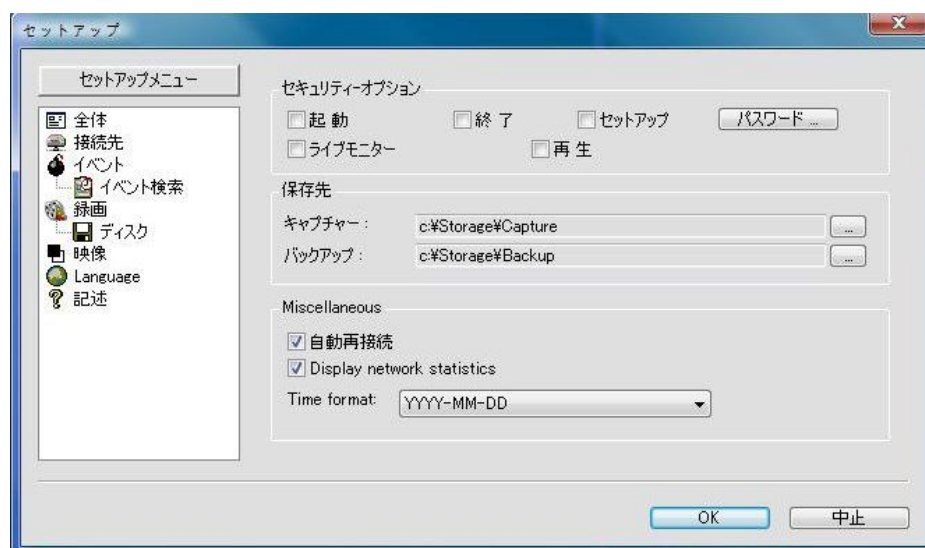 セットアップ
セットアップメニュー
全体
接続先
イベント
イベント検索
録画
ディスク
映像
Language
記述
セキュリティーオプション
起動 終了 セットアップ パスワード ...
ライブモニター 再生
保存先
キャプチャー : c:¥Storage¥Capture ...
バックアップ : c:¥Storage¥Backup ...
Miscellaneous
自動再接続
Display network statistics
Time format: YYYY-MM-DD
OK 中止